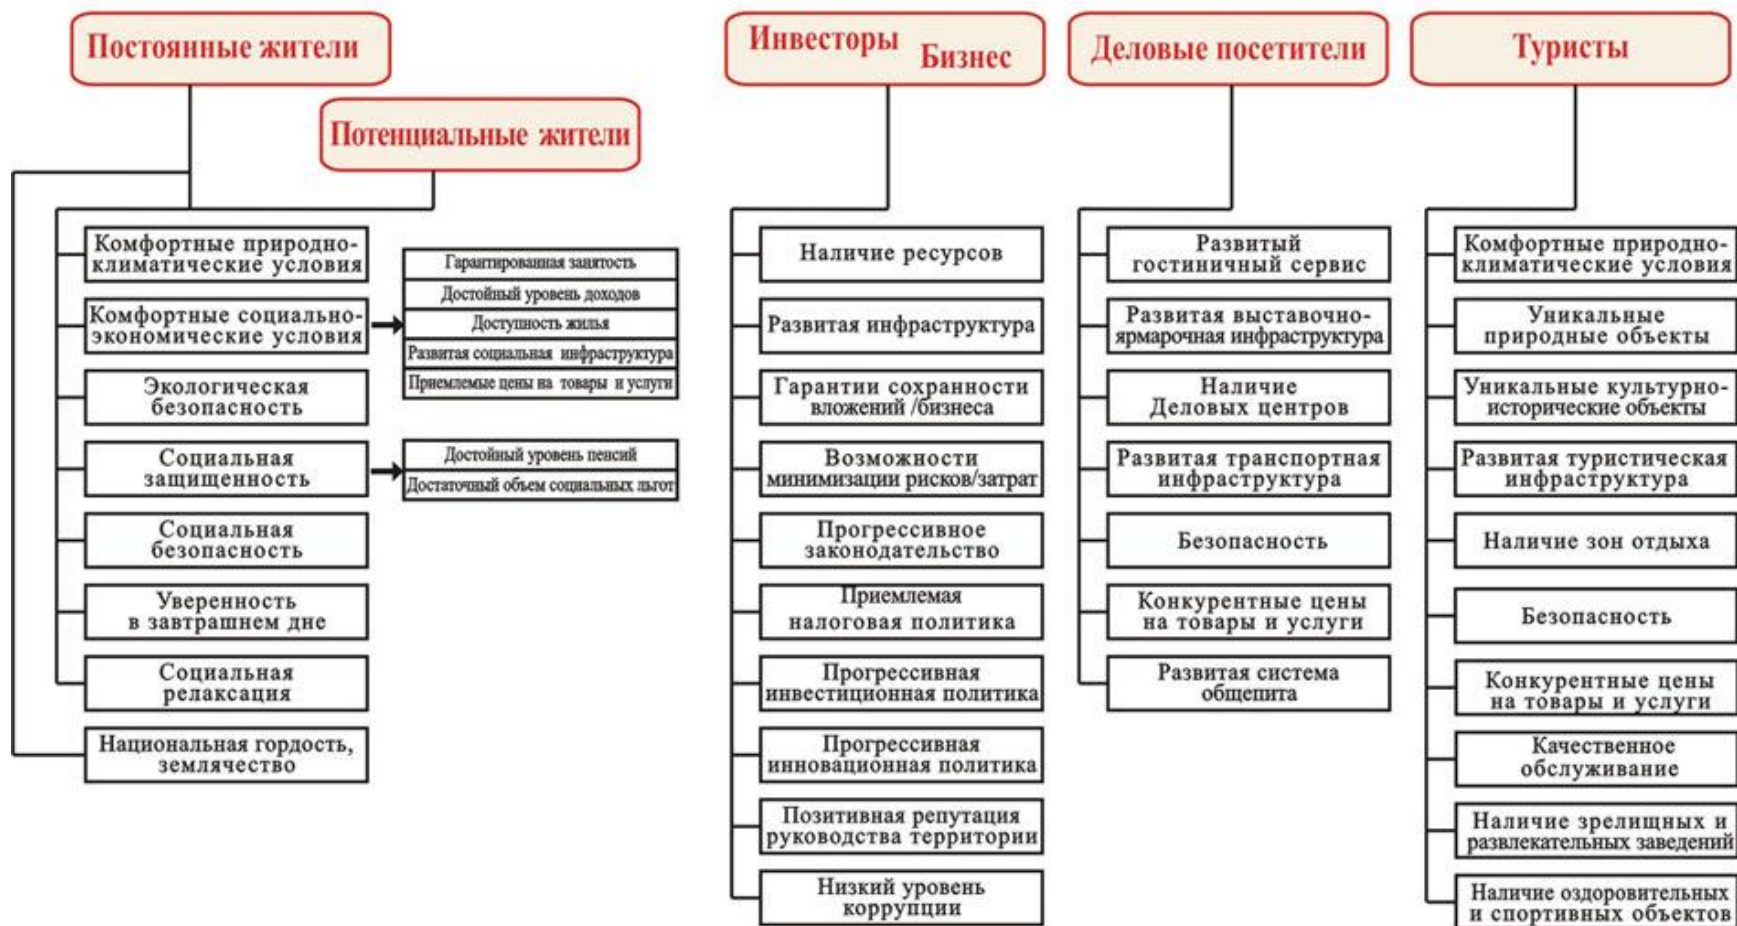 Постоянные жители
Потенциальные жители
Комфортные природно-
климатические условия
Комфортные социально-
экономические условия
Экологическая
безопасность
Социальная
защищенность
Социальная
безопасность
Уверенность
в завтрашнем дне
Социальная
релаксация
Национальная гордость,
землячество
Гарантированная занятость
Достойный уровень доходов
Доступность жилья
Развитая социальная инфраструктура
Приемлемые цены на товары и услуги
Достойный уровень пенсий
Достаточный объем социальных льгот
Инвесторы
Бизнес
Наличие ресурсов
Развитая инфраструктура
Гарантии сохранности
вложений /бизнеса
Возможности
минимизации рисков/затрат
Прогрессивное
законодательство
Приемлемая
налоговая политика
Прогрессивная
инвестиционная политика
Прогрессивная
инновационная политика
Позитивная репутация
руководства территории
Низкий уровень
коррупции
Деловые посетители
Развитый
гостиничный сервис
Развитая выставочно-
ярмарочная инфраструктура
Наличие
Деловых центров
Развитая транспортная
инфраструктура
Безопасность
Конкурентные цены
на товары и услуги
Развитая система
общепита
Туристы
Комфортные природно-
климатические условия
Уникальные
природные объекты
Уникальные культурно-
исторические объекты
Развитая туристическая
инфраструктура
Наличие зон отдыха
Безопасность
Конкурентные цены
на товары и услуги
Качественное
обслуживание
Наличие зрелищных и
развлекательных заведений
Наличие оздоровительных
и спортивных объектов